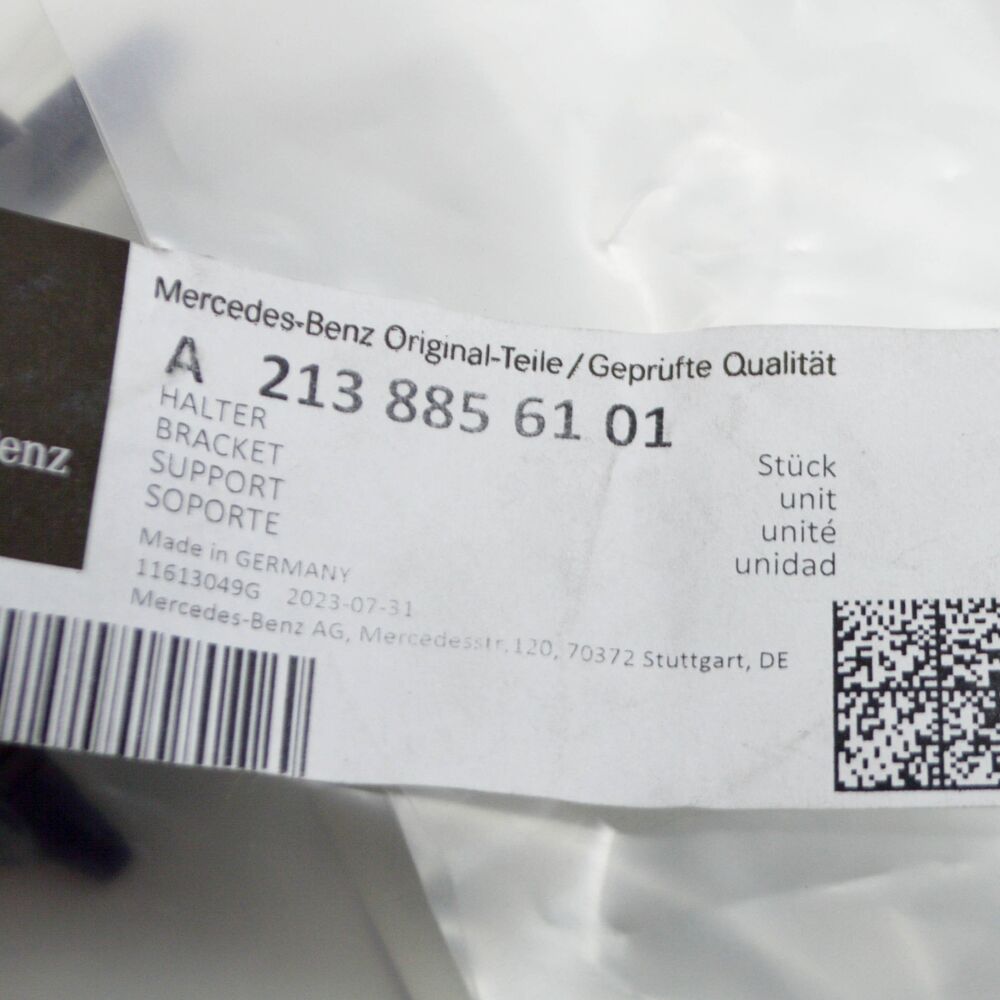 Mercedes-Benz Original-Teile / Geprüfte Qualität
A 213 885 61 01
HALTER
BRACKET
SUPPORT
SOPORTE
Stück
unit
unité
unidad
Made in GERMANY
11613049G 2023-07-31
Mercedes-Benz AG, Mercedesstr.120, 70372 Stuttgart, DE
enz